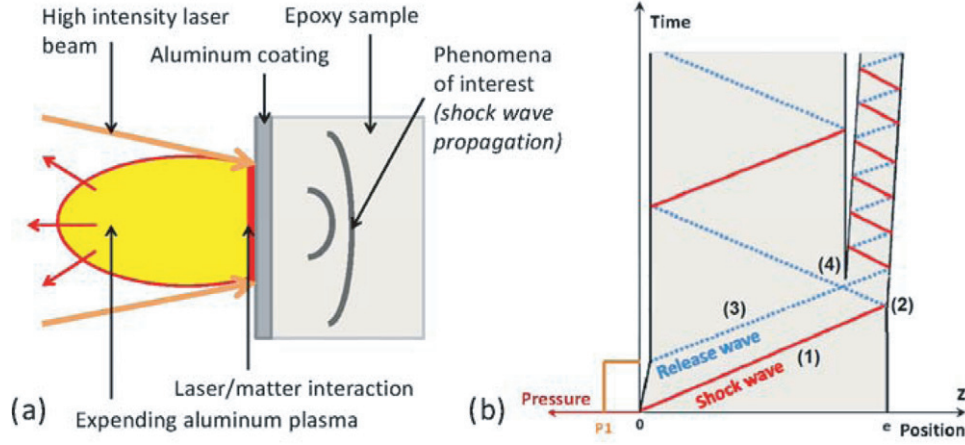 High intensity laser
beam
Aluminum coating
Epoxy sample
Phenomena
of interest
(shock wave
propagation)
Laser/matter interaction
Expending aluminum plasma
(a)
Time
(4)
(3)
(2)
Release wave
(1)
Shock wave
Pressure
P1
0
e
Z
Position
(b)